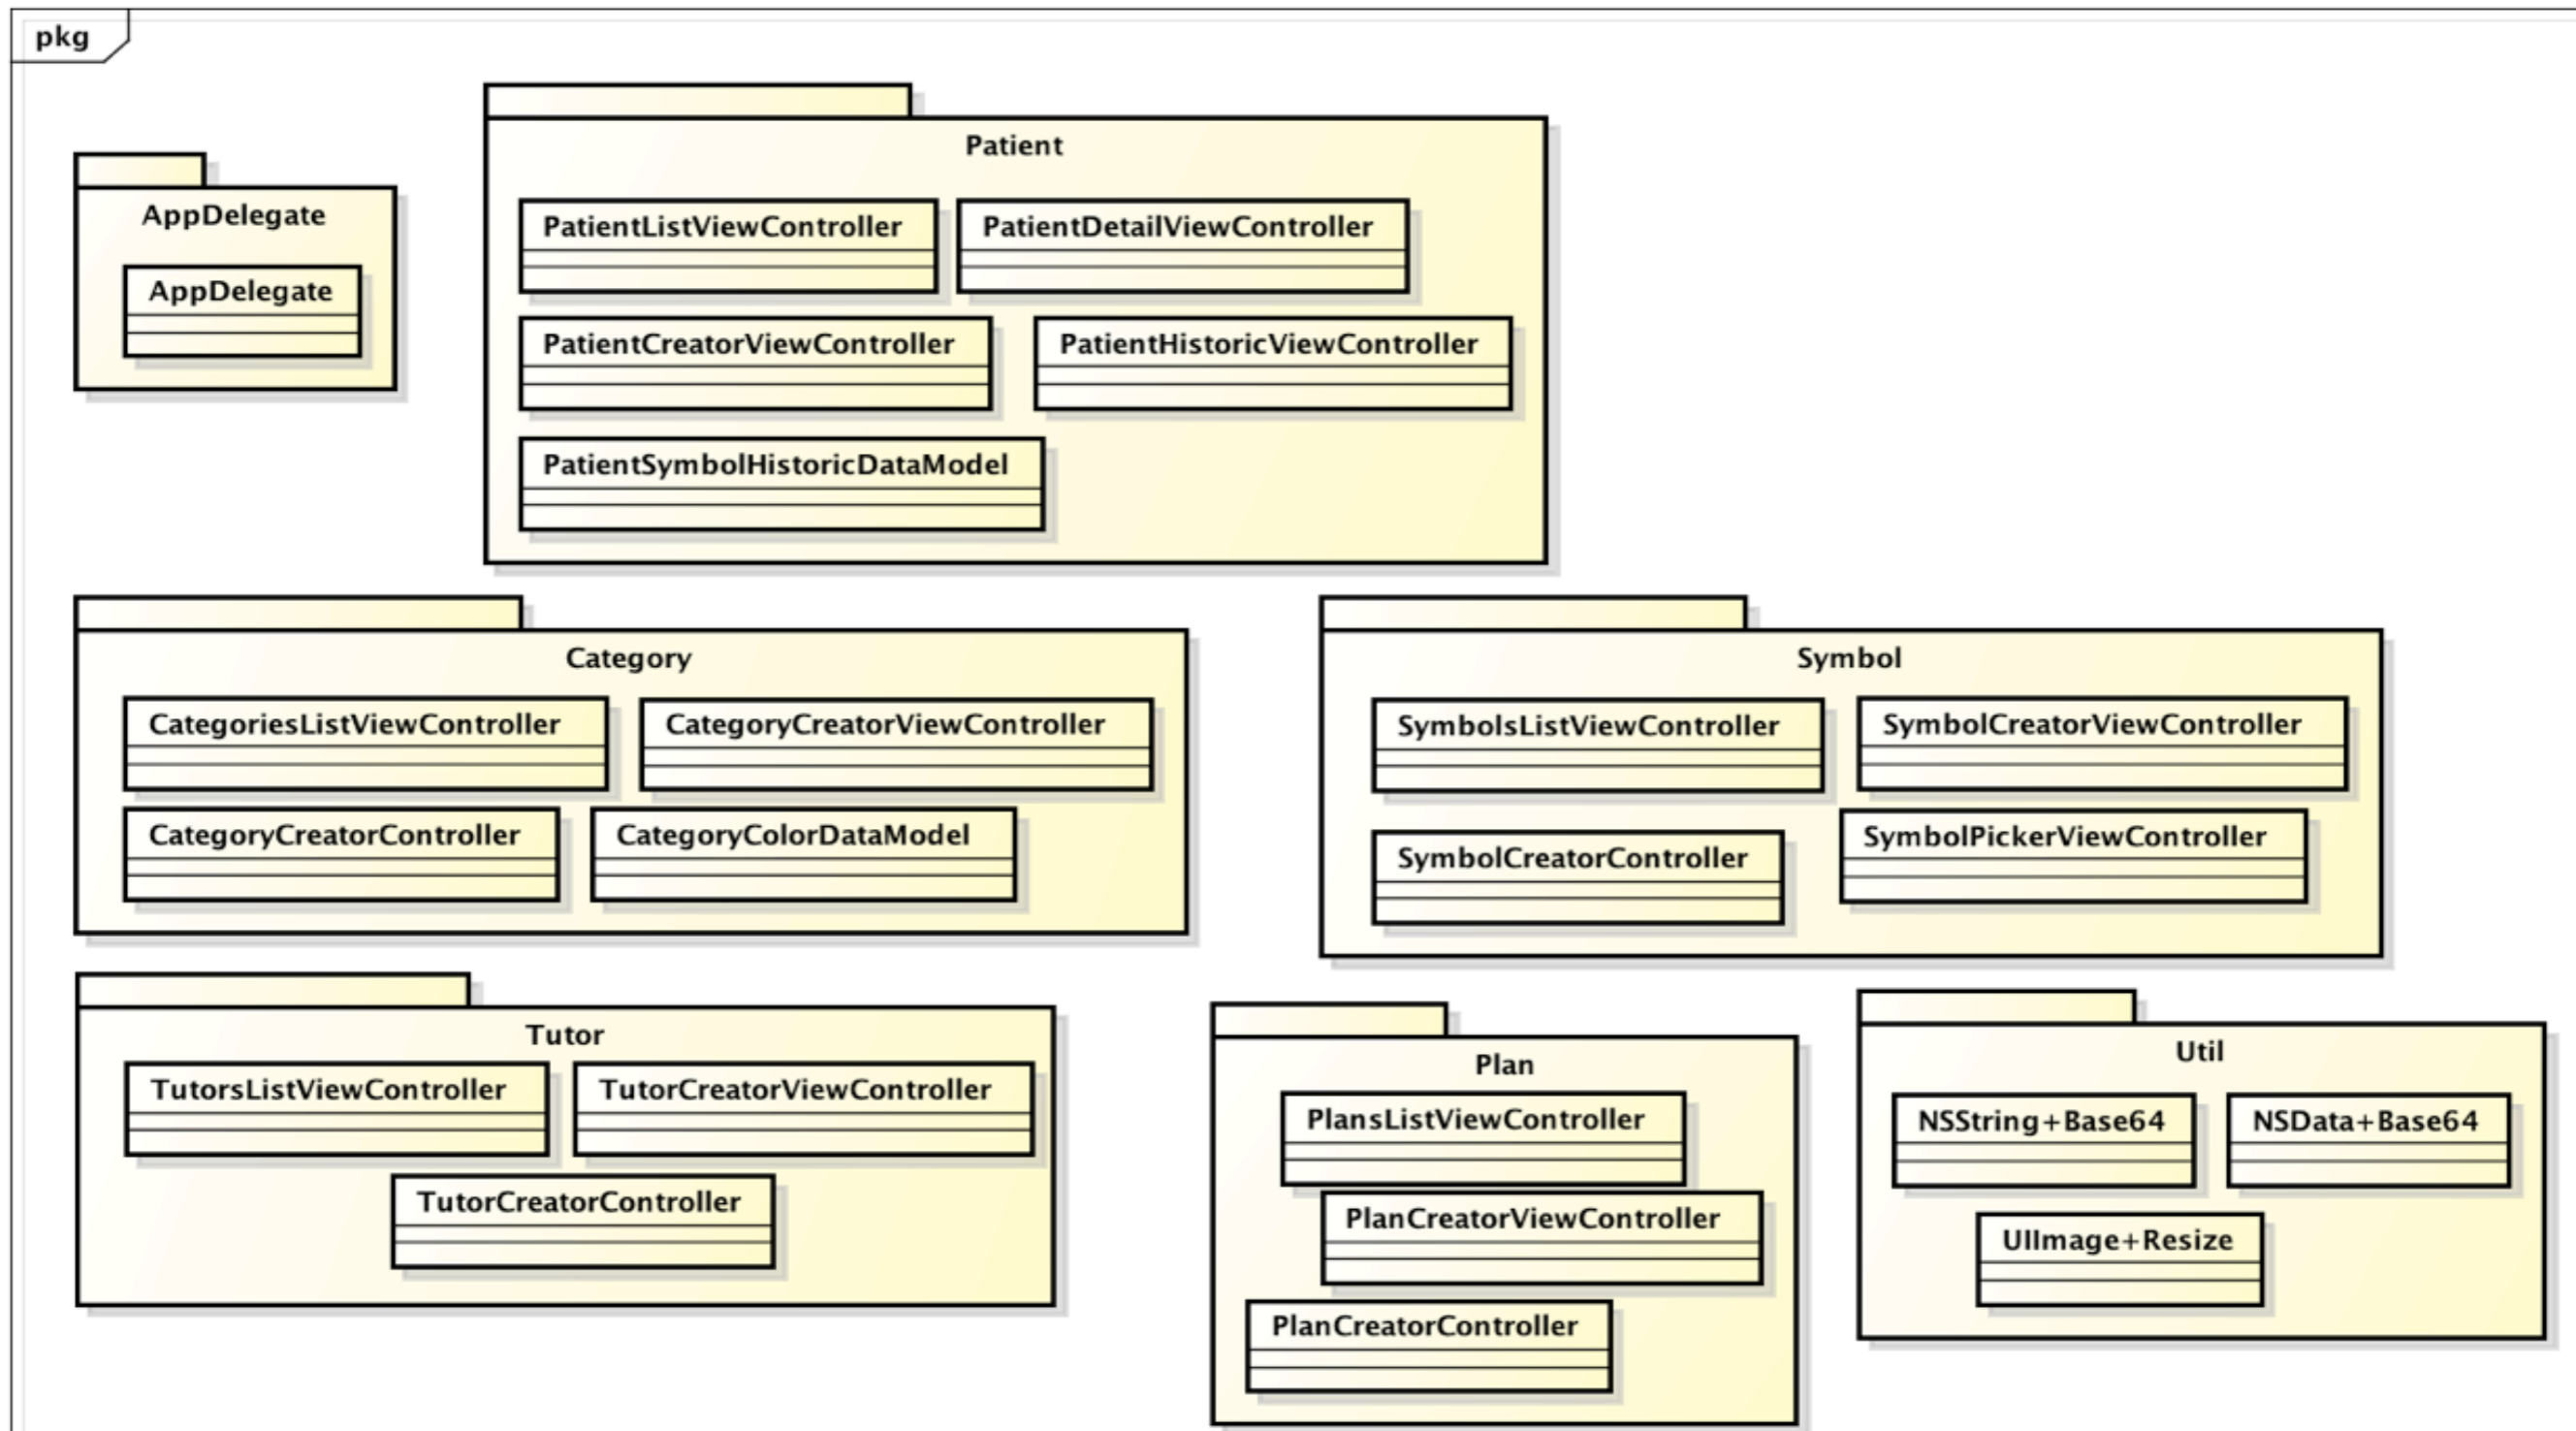 pkg
Patient
AppDelegate
AppDelegate
PatientListViewController
PatientDetailViewController
PatientCreatorViewController
PatientHistoricViewController
PatientSymbolHistoricDataModel
Category
CategoriesListViewController
CategoryCreatorViewController
CategoryCreatorController
CategoryColorDataModel
Symbol
SymbolsListViewController
SymbolCreatorViewController
SymbolCreatorController
SymbolPickerViewController
Tutor
TutorsListViewController
TutorCreatorViewController
TutorCreatorController
Plan
PlansListViewController
PlanCreatorViewController
PlanCreatorController
Util
NSString+Base64
NSData+Base64
UIImage+Resize